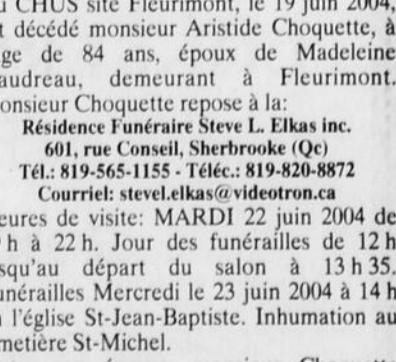 u CHUS site Fleurimont, le 19 juin 2004,
t décédé monsieur Aristide Choquette, à
ge de 84 ans, époux de Madeleine
audreau, demeurant à Fleurimont.
onsieur Choquette repose à la:
Résidence Funéraire Steve L. Elkas inc.
601, rue Conseil, Sherbrooke (Qc)
Tél.: 819-565-1155 - Téléc.: 819-820-8872
Courriel: stevel.elkas@videotron.ca
eures de visite: MARDI 22 juin 2004 de
h à 22 h. Jour des funérailles de 12 h
squ'au départ du salon à 13 h 35.
unérailles Mercredi le 23 juin 2004 à 14 h
l'église St-Jean-Baptiste. Inhumation au
metière St-Michel.